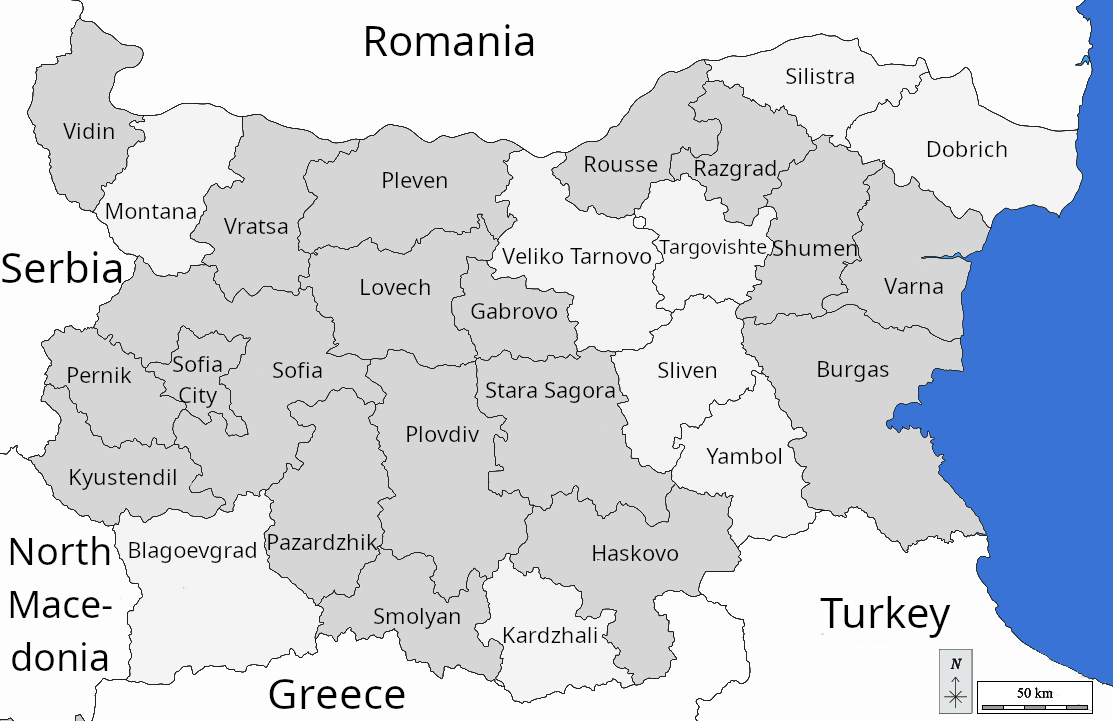 Romania
Silistra
Vidin
Dobrich
Rousse
Razgrad
Pleven
Montana
Vratsa
Veliko Tarnovo
Targovishte
Shumen
Serbia
Lovech
Varna
Gabrovo
Sofia
City
Sofia
Pernik
Sliven
Burgas
Stara Sagora
Plovdiv
Yambol
Kyustendil
North
Mace-
donia
Blagoevgrad
Pazardzhik
Haskovo
Smolyan
Kardzhali
Turkey
Greece
N
50 km